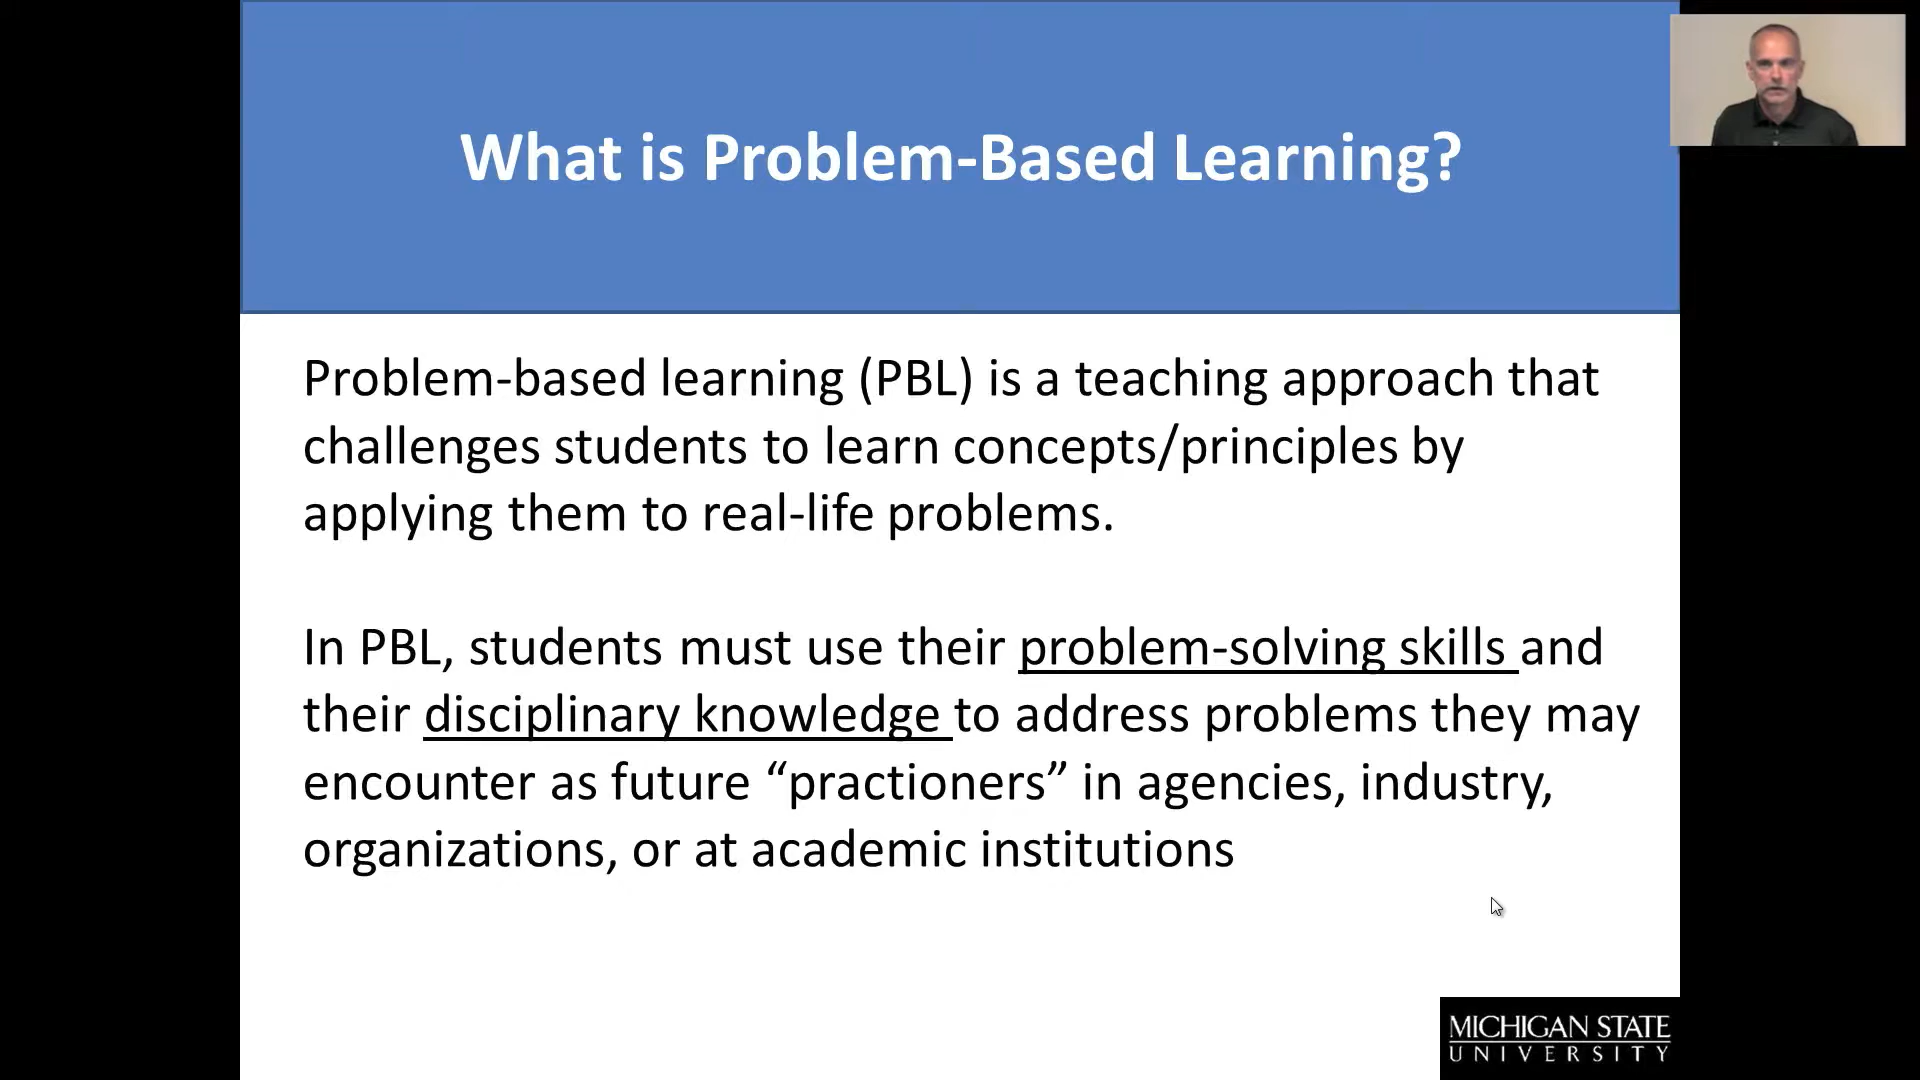 What is Problem-Based Learning?
Problem-based learning (PBL) is a teaching approach that
challenges students to learn concepts/principles by
applying them to real-life problems.
In PBL, students must use their problem-solving skills and
their disciplinary knowledge to address problems they may
encounter as future “practioners” in agencies, industry,
organizations, or at academic institutions
MICHIGAN STATE
UNIVERSITY